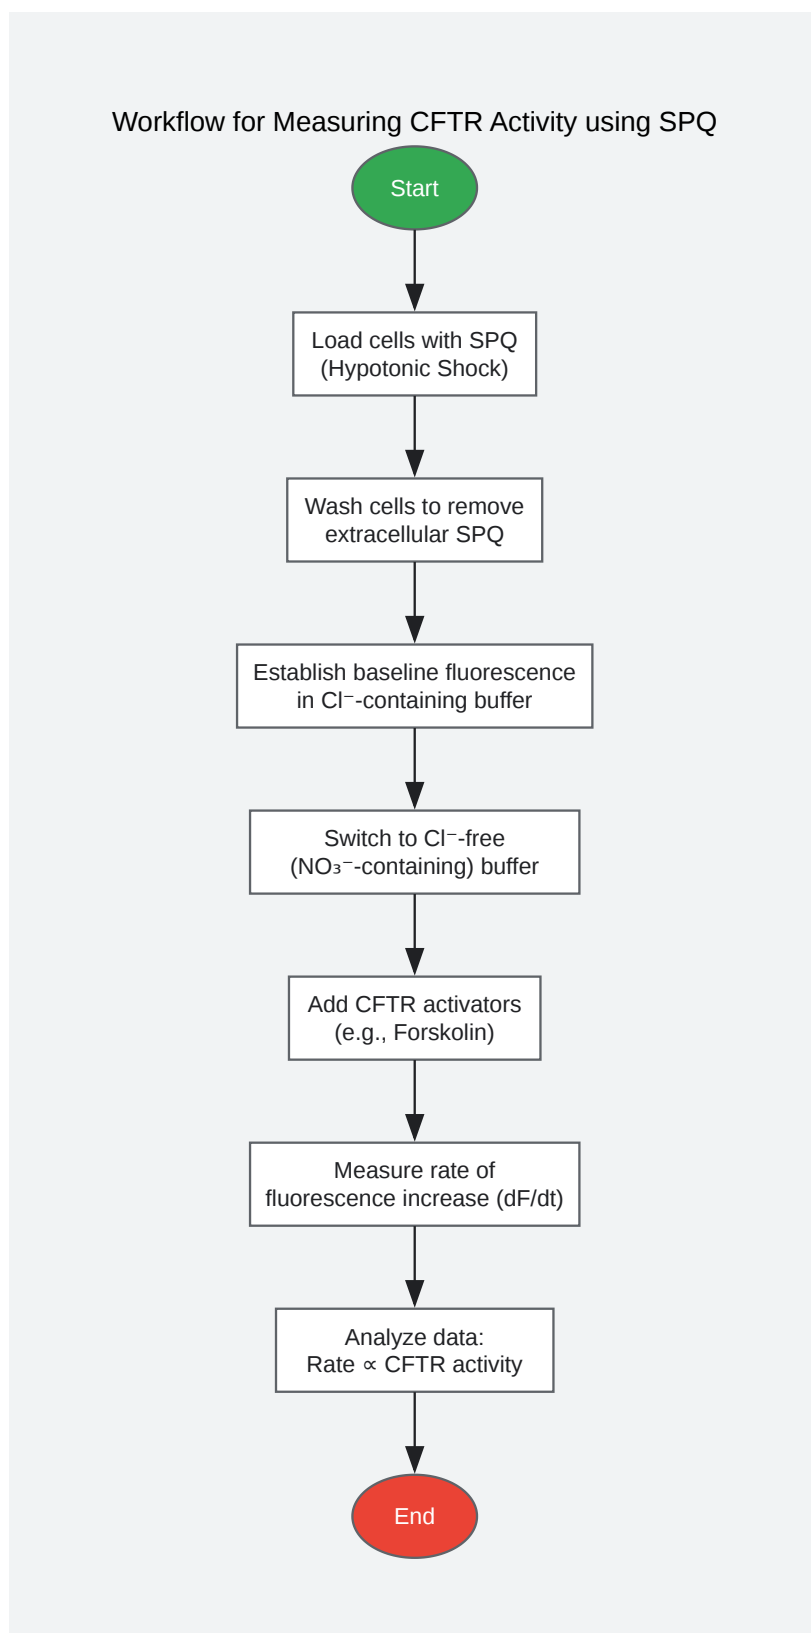 Workflow for Measuring CFTR Activity using SPQ
Start
Load cells with SPQ
(Hypotonic Shock)
Wash cells to remove
extracellular SPQ
Establish baseline fluorescence
in Cl⁻-containing buffer
Switch to Cl⁻-free
(NO₃⁻-containing) buffer
Add CFTR activators
(e.g., Forskolin)
Measure rate of
fluorescence increase (dF/dt)
Analyze data:
Rate ∝ CFTR activity
End